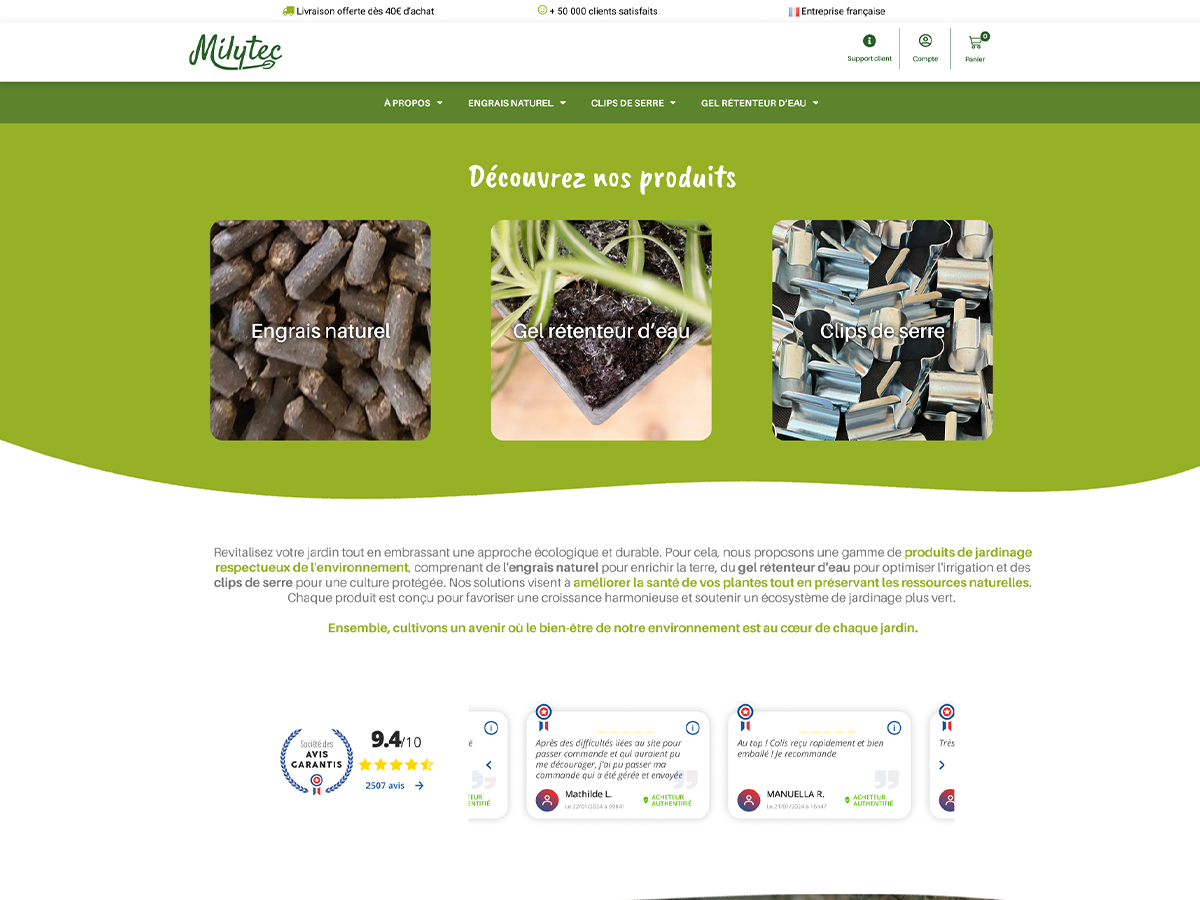 Livraison offerte dès 40€ d'achat
+ 50 000 clients satisfaits
Entreprise française
Milytec
Support client
Compte
0
Panier
À PROPOS
ENGRAIS NATUREL
CLIPS DE SERRE
GEL RÉTENTEUR D'EAU
Découvrez nos produits
Engrais naturel
Gel rétenteur d'eau
Clips de serre
Revitalisez votre jardin tout en embrassant une approche écologique et durable. Pour cela, nous proposons une gamme de produits de jardinage
respectueux de l'environnement, comprenant de l'engrais naturel pour enrichir la terre, du gel rétenteur d'eau pour optimiser l'irrigation et des
clips de serre pour une culture protégée. Nos solutions visent à améliorer la santé de vos plantes tout en préservant les ressources naturelles.
Chaque produit est conçu pour favoriser une croissance harmonieuse et soutenir un écosystème de jardinage plus vert.
Ensemble, cultivons un avenir où le bien-être de notre environnement est au cœur de chaque jardin.
Société des
AVIS
GARANTIS
9.4/10
2507 avis
é
TEUR
ENTIFIÉ
Après des difficultés liées au site pour
passer commande et qui auraient pu
me décourager, j'ai pu passer ma
commande qui a été gérée et envoyée
Mathilde L.
Le 22/01/2024 à 09h41
ACHETEUR
AUTHENTIFIÉ
Au top ! Colis reçu rapidement et bien
emballé ! Je recommande
MANUELLA R.
Le 21/01/2024 à 16h47
ACHETEUR
AUTHENTIFIÉ
Très